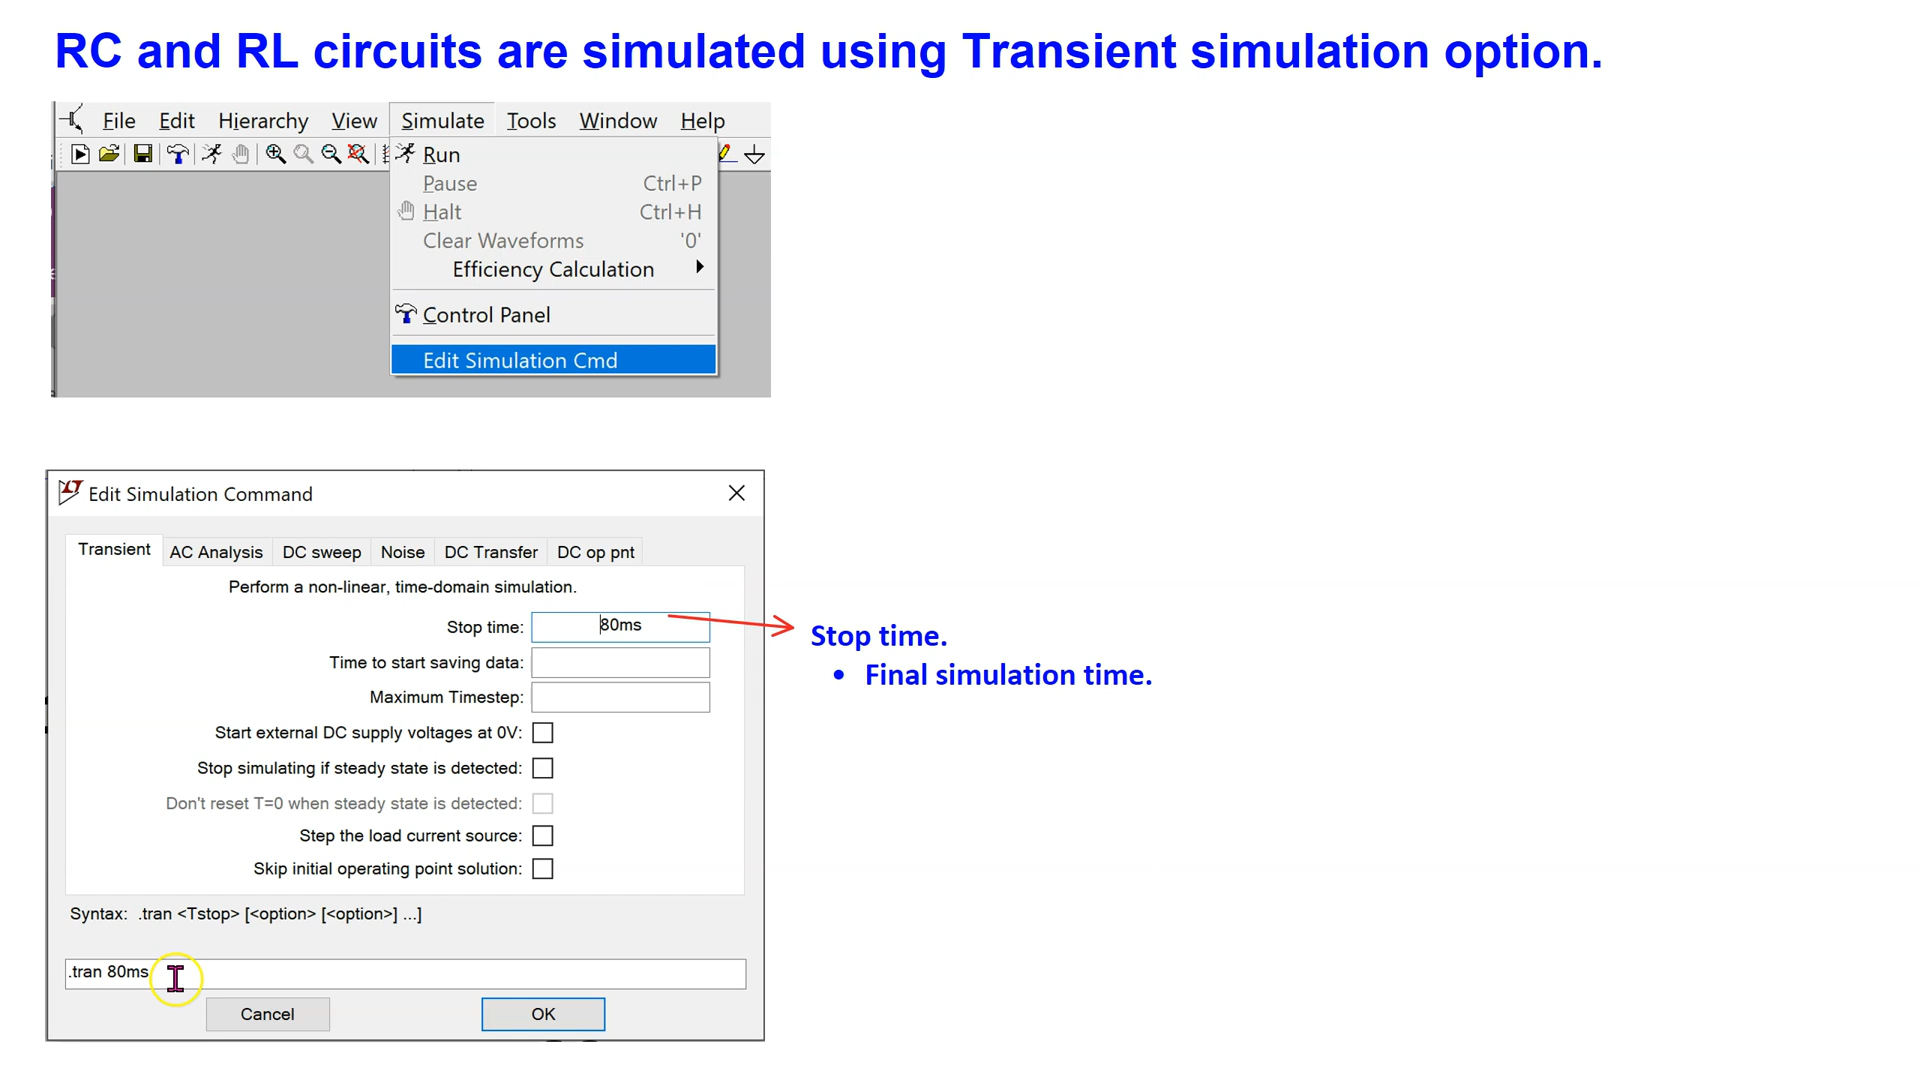 RC and RL circuits are simulated using Transient simulation option.
File Edit Hierarchy View Simulate Tools Window Help
Run
Pause Ctrl+P
Halt Ctrl+H
Clear Waveforms '0'
Efficiency Calculation
Control Panel
Edit Simulation Cmd
Edit Simulation Command
Transient AC Analysis DC sweep Noise DC Transfer DC op pnt
Perform a non-linear, time-domain simulation.
Stop time: 80ms
Time to start saving data:
Maximum Timestep:
Start external DC supply voltages at 0V:
Stop simulating if steady state is detected:
Don't reset T=0 when steady state is detected:
Step the load current source:
Skip initial operating point solution:
Syntax: .tran <Tstop> [<option> [<option>] ...]
.tran 80ms
Cancel OK
Stop time.
• Final simulation time.